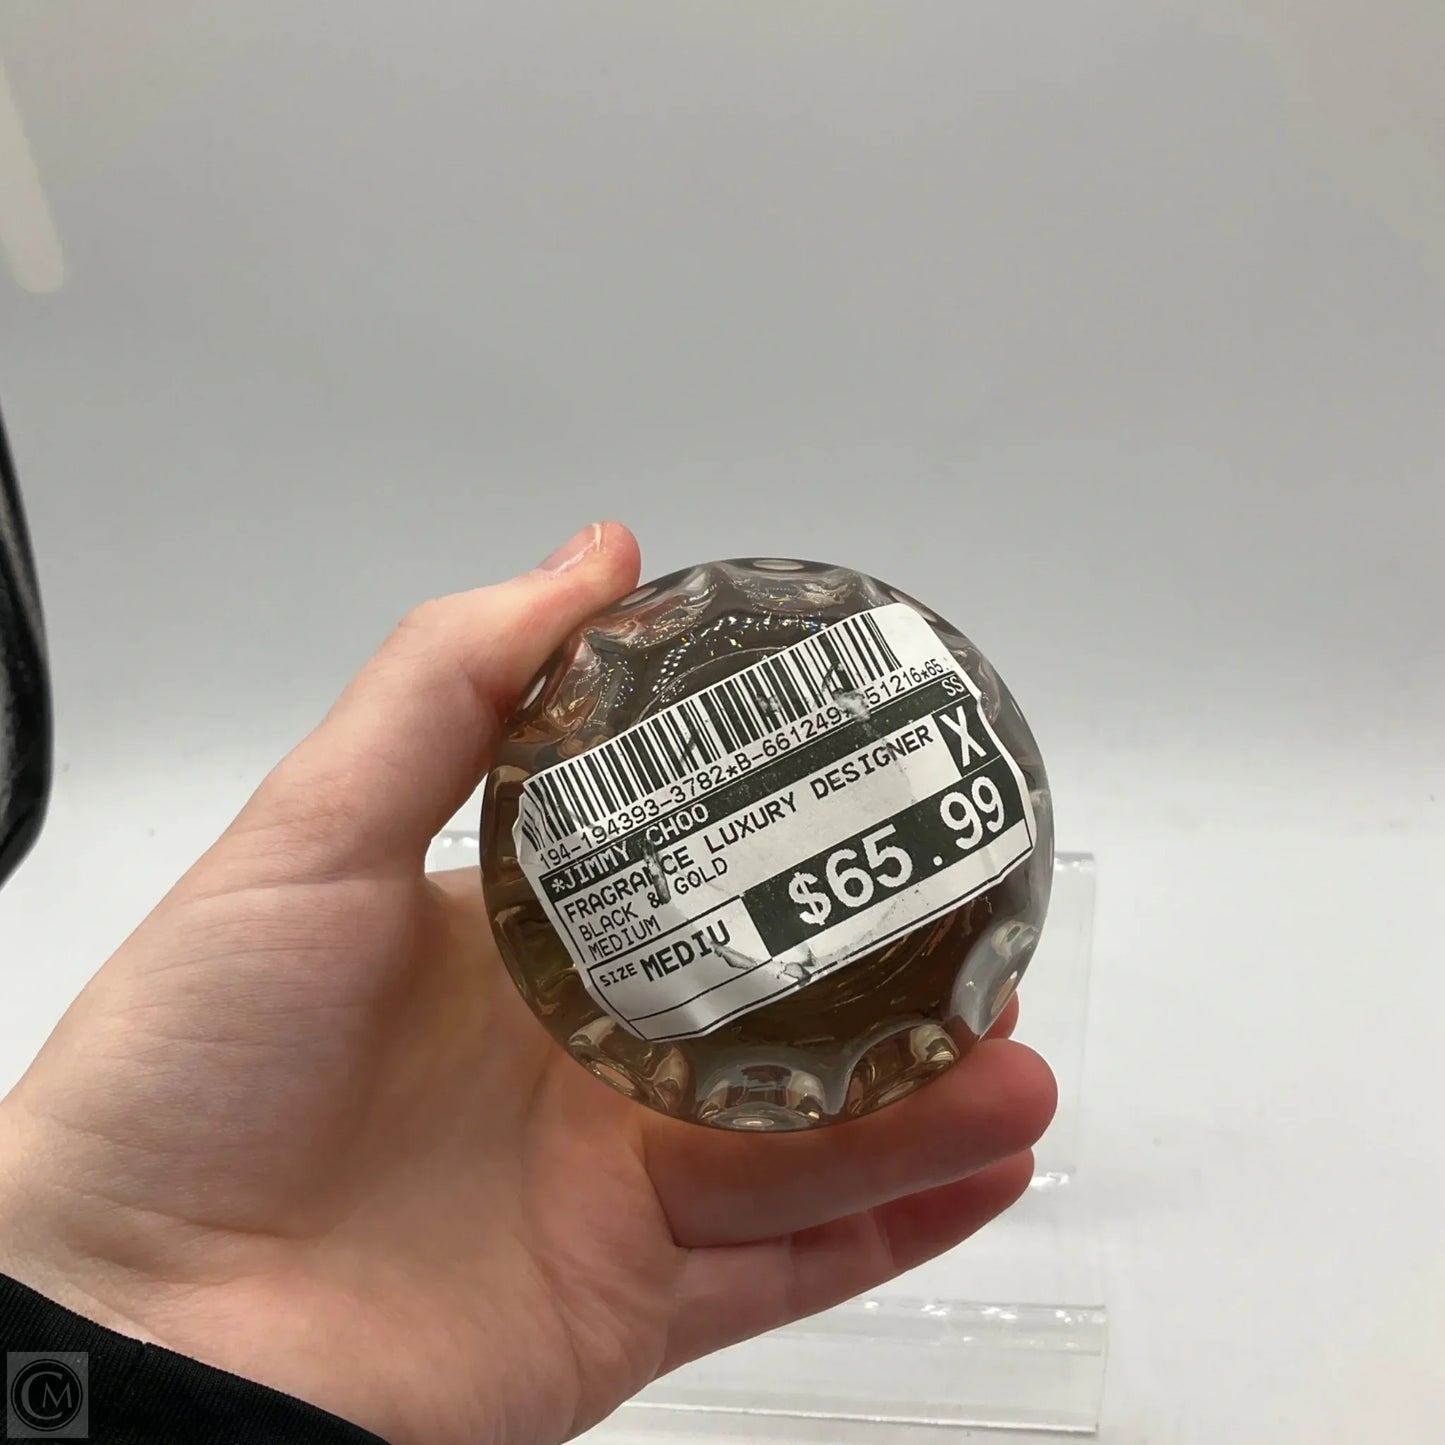 194-194393-3782*B-661249 51216*65.
SS
*JIMMY CHOO
FRAGRANCE LUXURY DESIGNER
X
BLACK & GOLD
MEDIUM
SIZE MEDIU
$65.99
CM